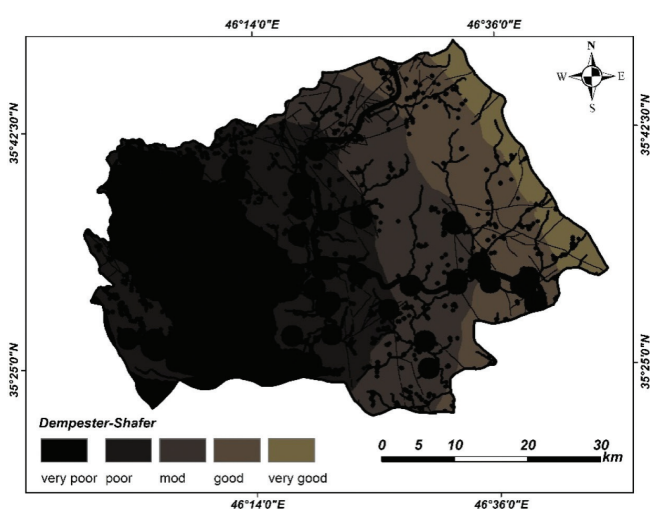 46°14'0"E 46°36'0"E
N
W E
S
35°42'30"N 35°42'30"N
35°25'0"N 35°25'0"N
Dempester-Shafer
very poor poor mod good very good
0 5 10 20 30
km
46°14'0"E 46°36'0"E